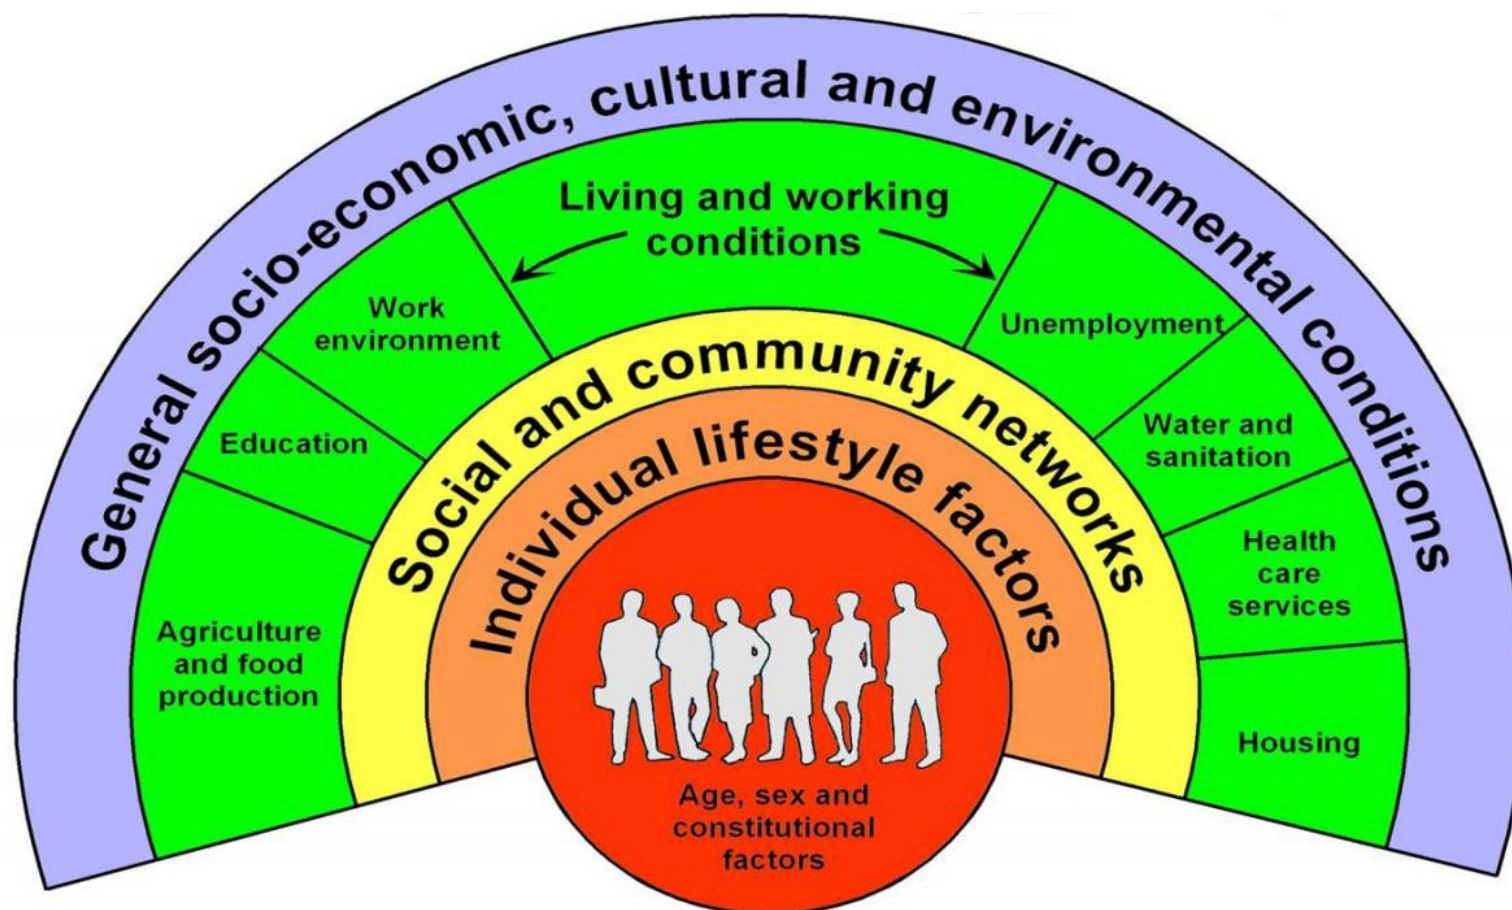 General socio-economic, cultural and environmental conditions
Living and working
conditions
Work
environment
Unemployment
Education
Water and
sanitation
Agriculture
and food
production
Health
care
services
Housing
Social and community networks
Individual lifestyle factors
Age, sex and
constitutional
factors